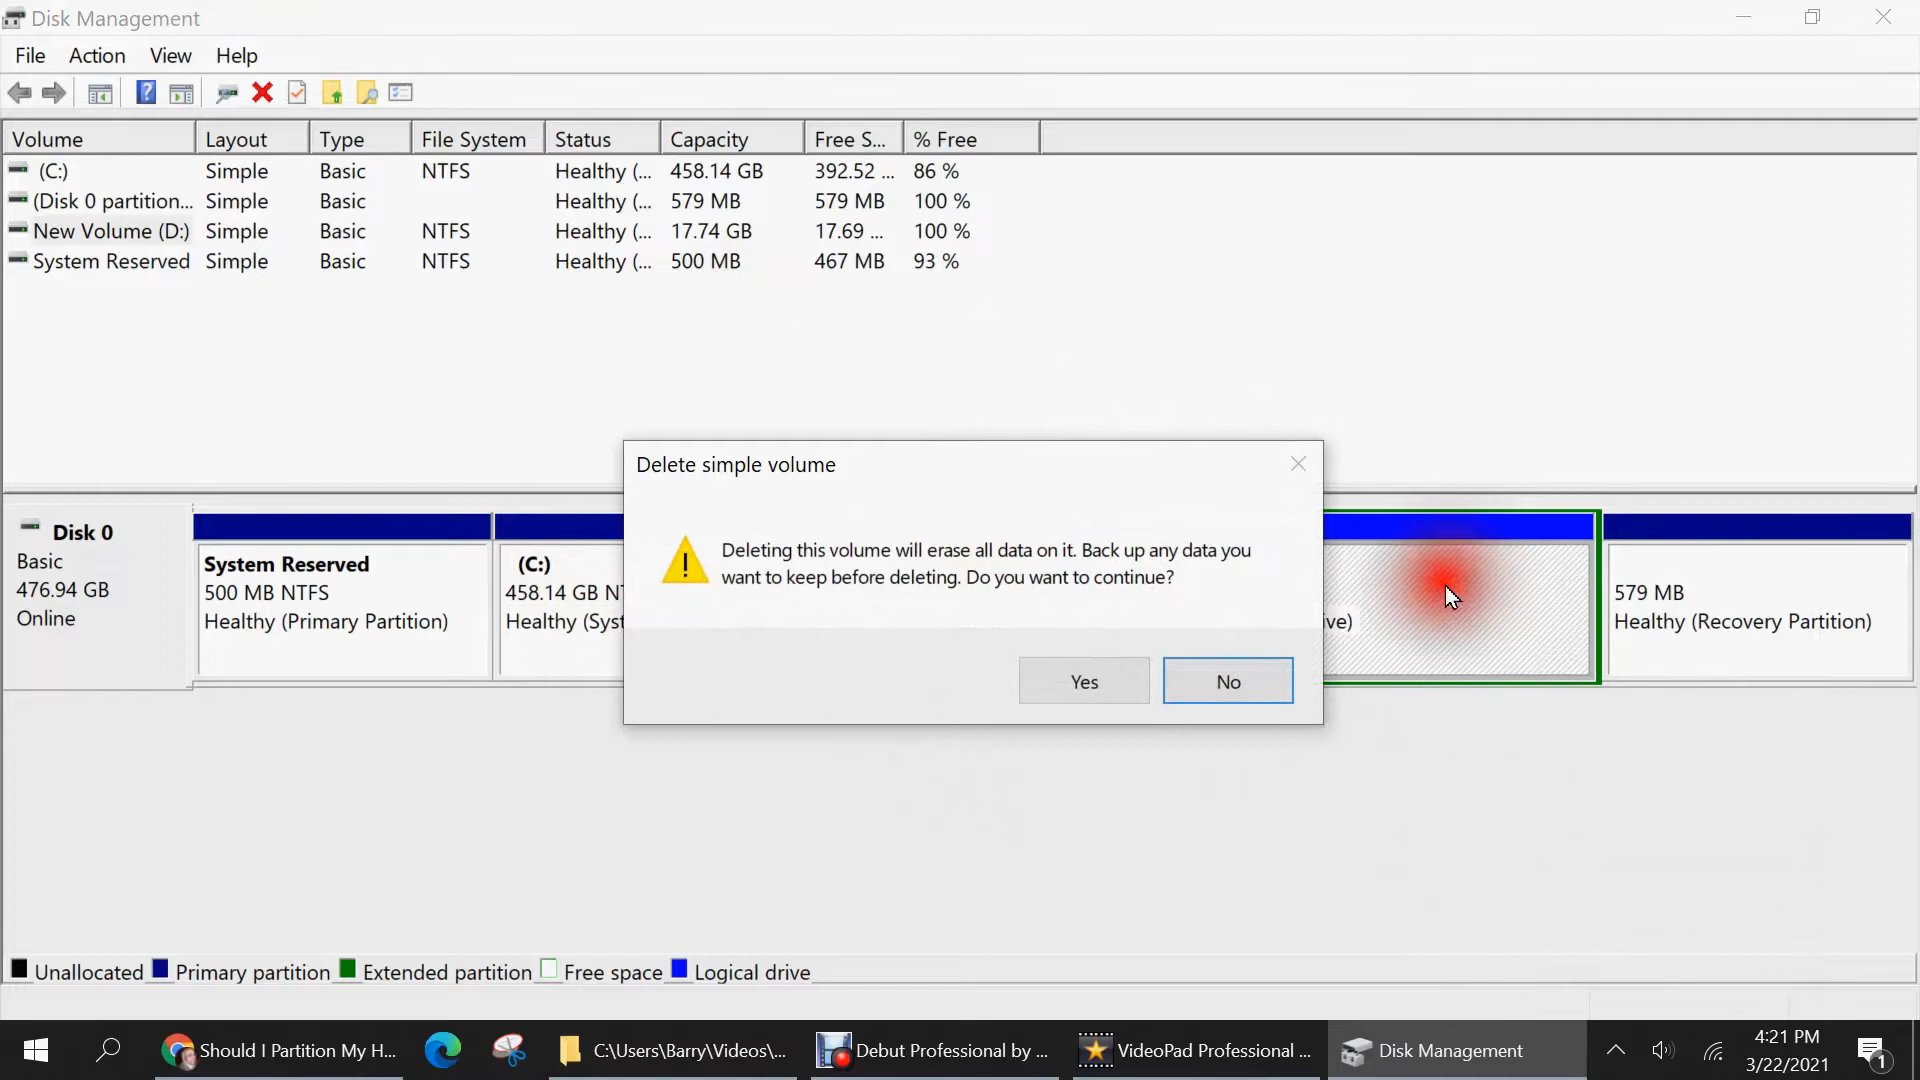 Disk Management
File Action View Help
Volume Layout Type File System Status Capacity Free S... % Free
(C:) Simple Basic NTFS Healthy (... 458.14 GB 392.52 ... 86 %
(Disk 0 partition... Simple Basic Healthy (... 579 MB 579 MB 100 %
New Volume (D:) Simple Basic NTFS Healthy (... 17.74 GB 17.69 ... 100 %
System Reserved Simple Basic NTFS Healthy (... 500 MB 467 MB 93 %
Delete simple volume
Deleting this volume will erase all data on it. Back up any data you
want to keep before deleting. Do you want to continue?
Yes No
Disk 0
Basic
476.94 GB
Online
System Reserved
500 MB NTFS
Healthy (Primary Partition)
(C:)
458.14 GB NT
Healthy (Syst
ive)
579 MB
Healthy (Recovery Partition)
Unallocated Primary partition Extended partition Free space Logical drive
Should I Partition My H... C:\Users\Barry\Videos\... Debut Professional by ... VideoPad Professional ... Disk Management
4:21 PM
3/22/2021
1